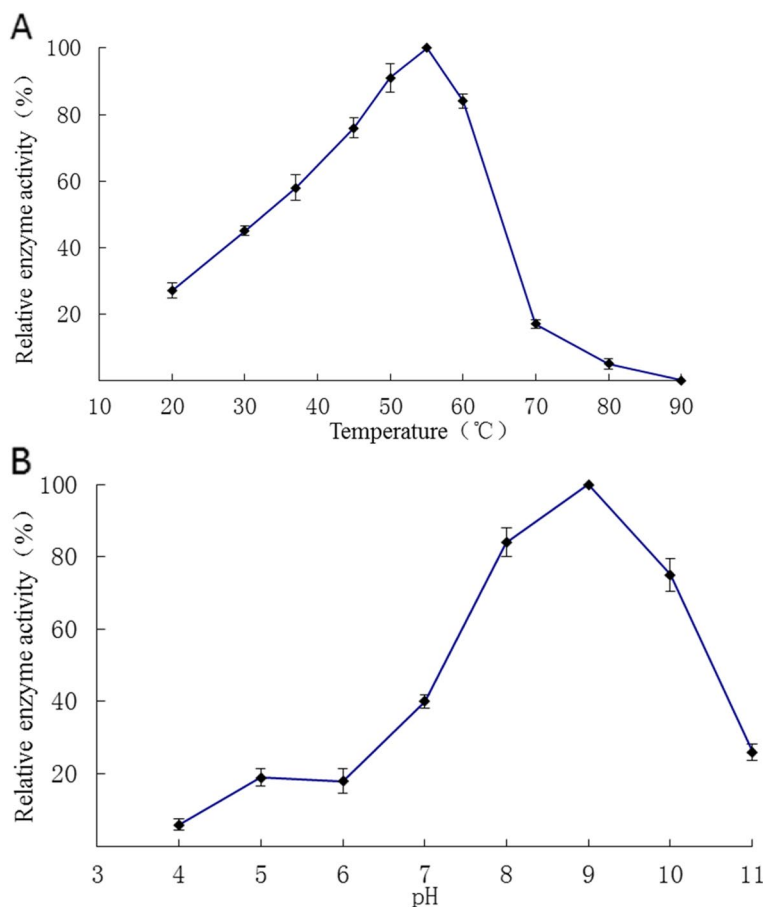 A
Relative enzyme activity（%）
100
80
60
40
20
10 20 30 40 50 60 70 80 90
Temperature（℃）
B
Relative enzyme activity（%）
100
80
60
40
20
3 4 5 6 7 8 9 10 11
pH